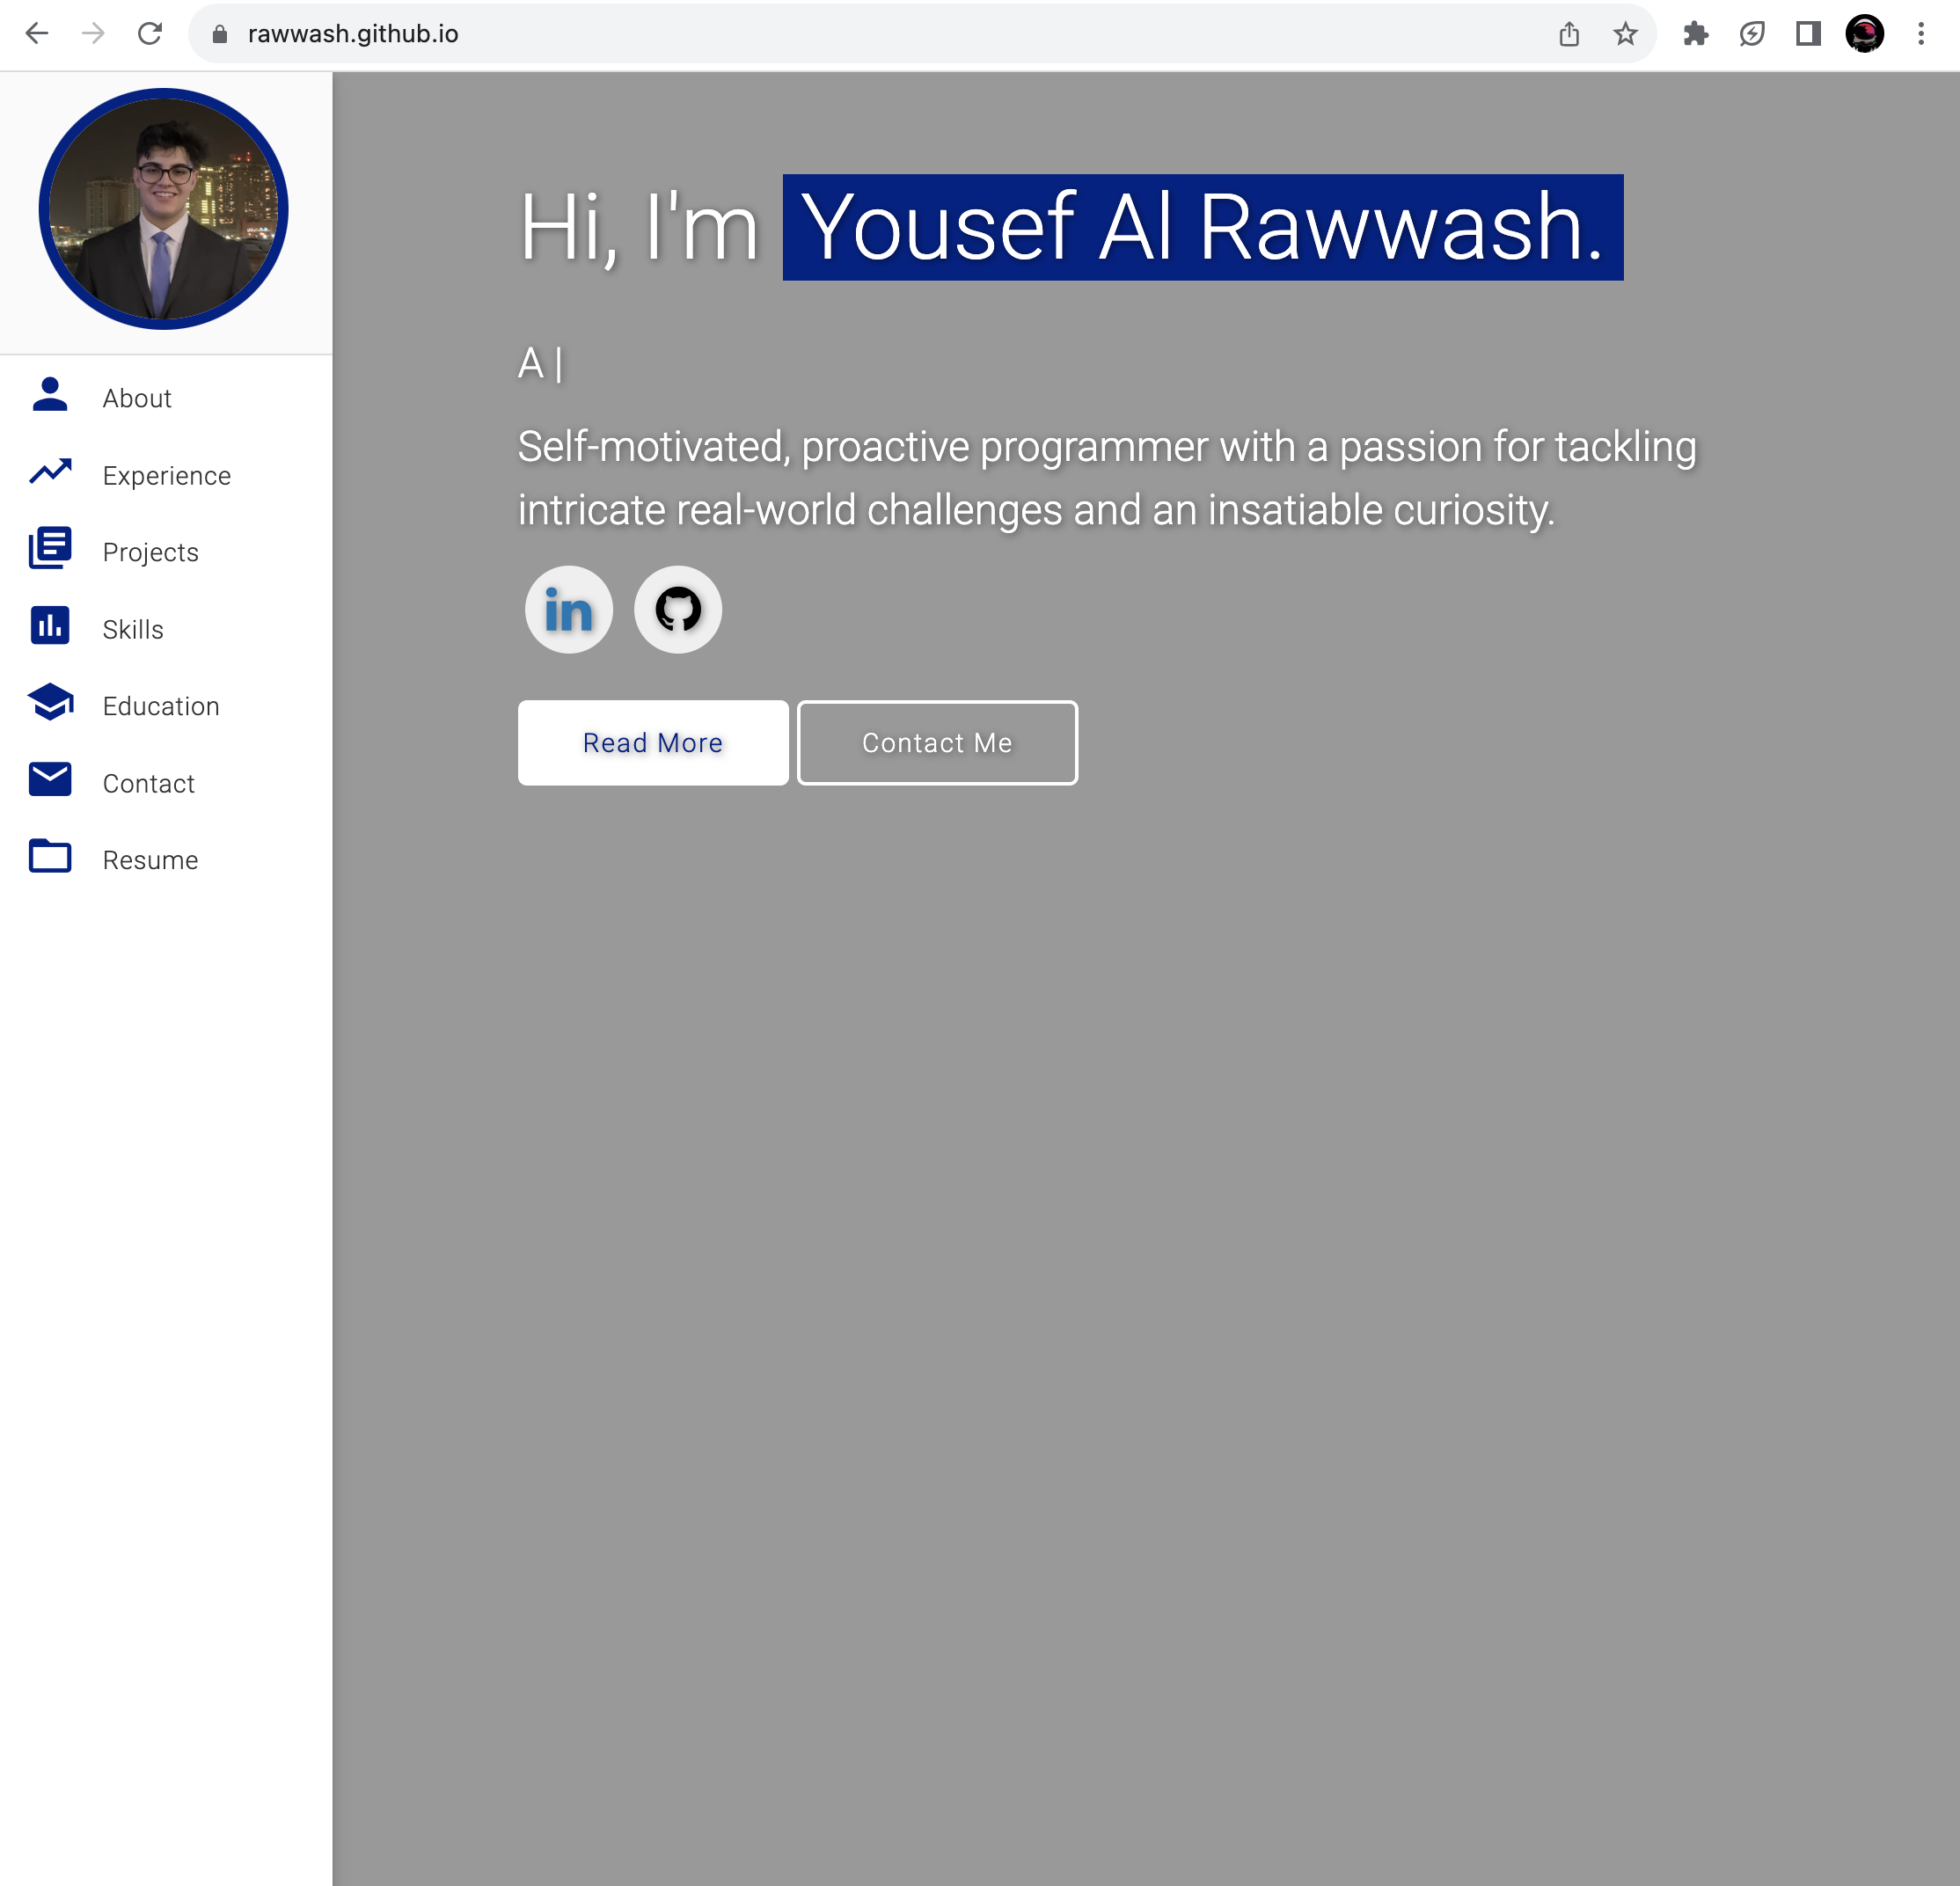 rawwash.github.io
Hi, I'm Yousef Al Rawwash.
A |
Self-motivated, proactive programmer with a passion for tackling
intricate real-world challenges and an insatiable curiosity.
in
Read More
Contact Me
About
Experience
Projects
Skills
Education
Contact
Resume